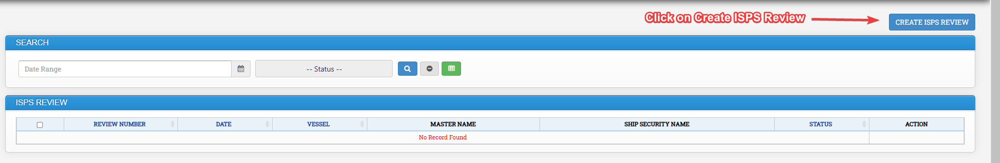 Click on Create ISPS Review
CREATE ISPS REVIEW
SEARCH
Date Range
-- Status --
ISPS REVIEW
REVIEW NUMBER DATE VESSEL MASTER NAME SHIP SECURITY NAME STATUS ACTION
No Record Found